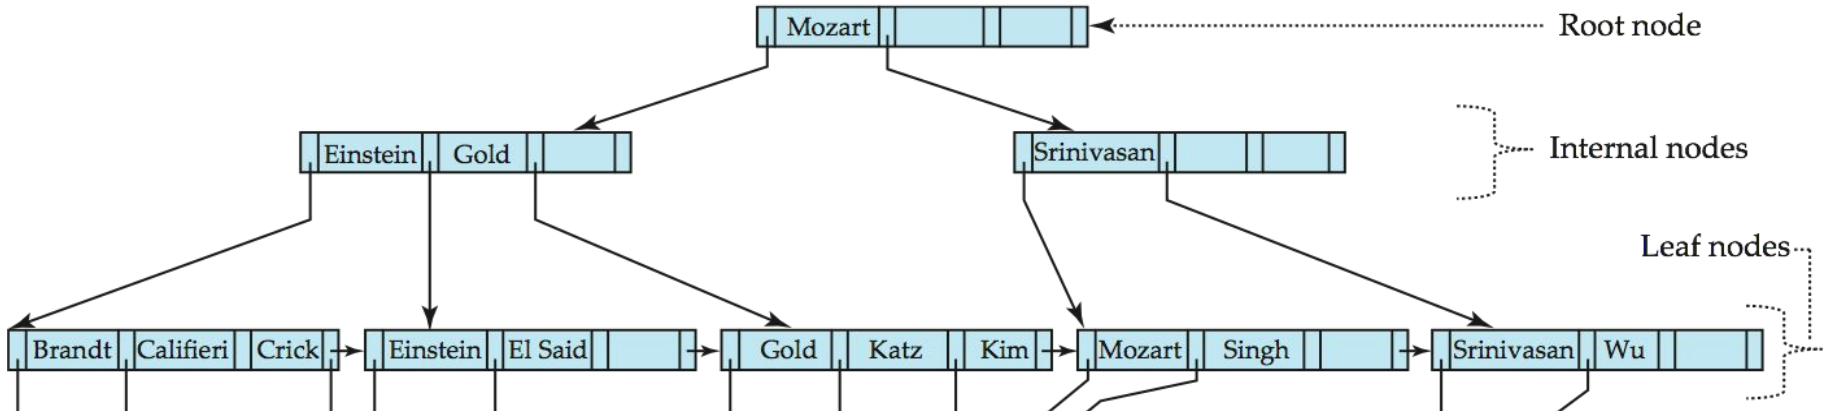 Mozart Root node
Einstein Gold Srinivasan Internal nodes
Leaf nodes
Brandt Califieri Crick Einstein El Said Gold Katz Kim Mozart Singh Srinivasan Wu